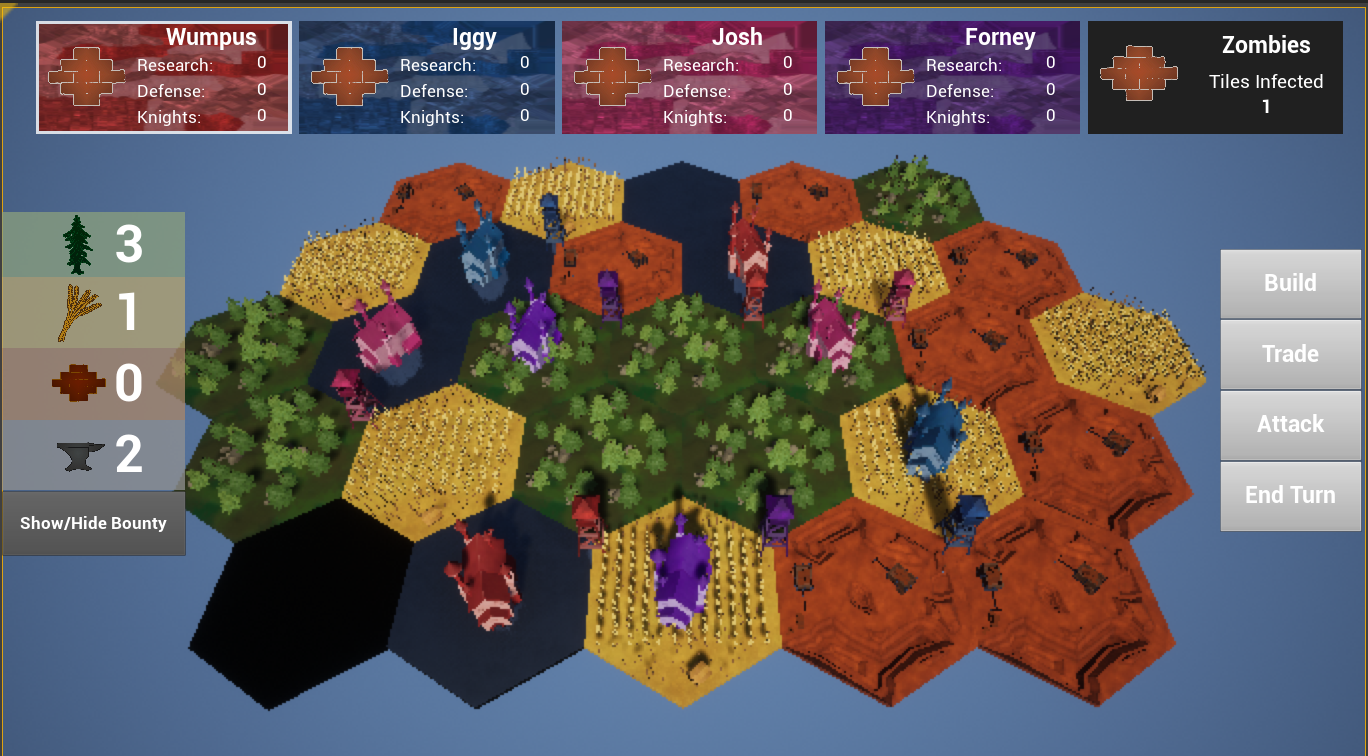 Wumpus
Research: 0
Defense: 0
Knights: 0
Iggy
Research: 0
Defense: 0
Knights: 0
Josh
Research: 0
Defense: 0
Knights: 0
Forney
Research: 0
Defense: 0
Knights: 0
Zombies
Tiles Infected
1
3
1
0
2
Show/Hide Bounty
Build
Trade
Attack
End Turn